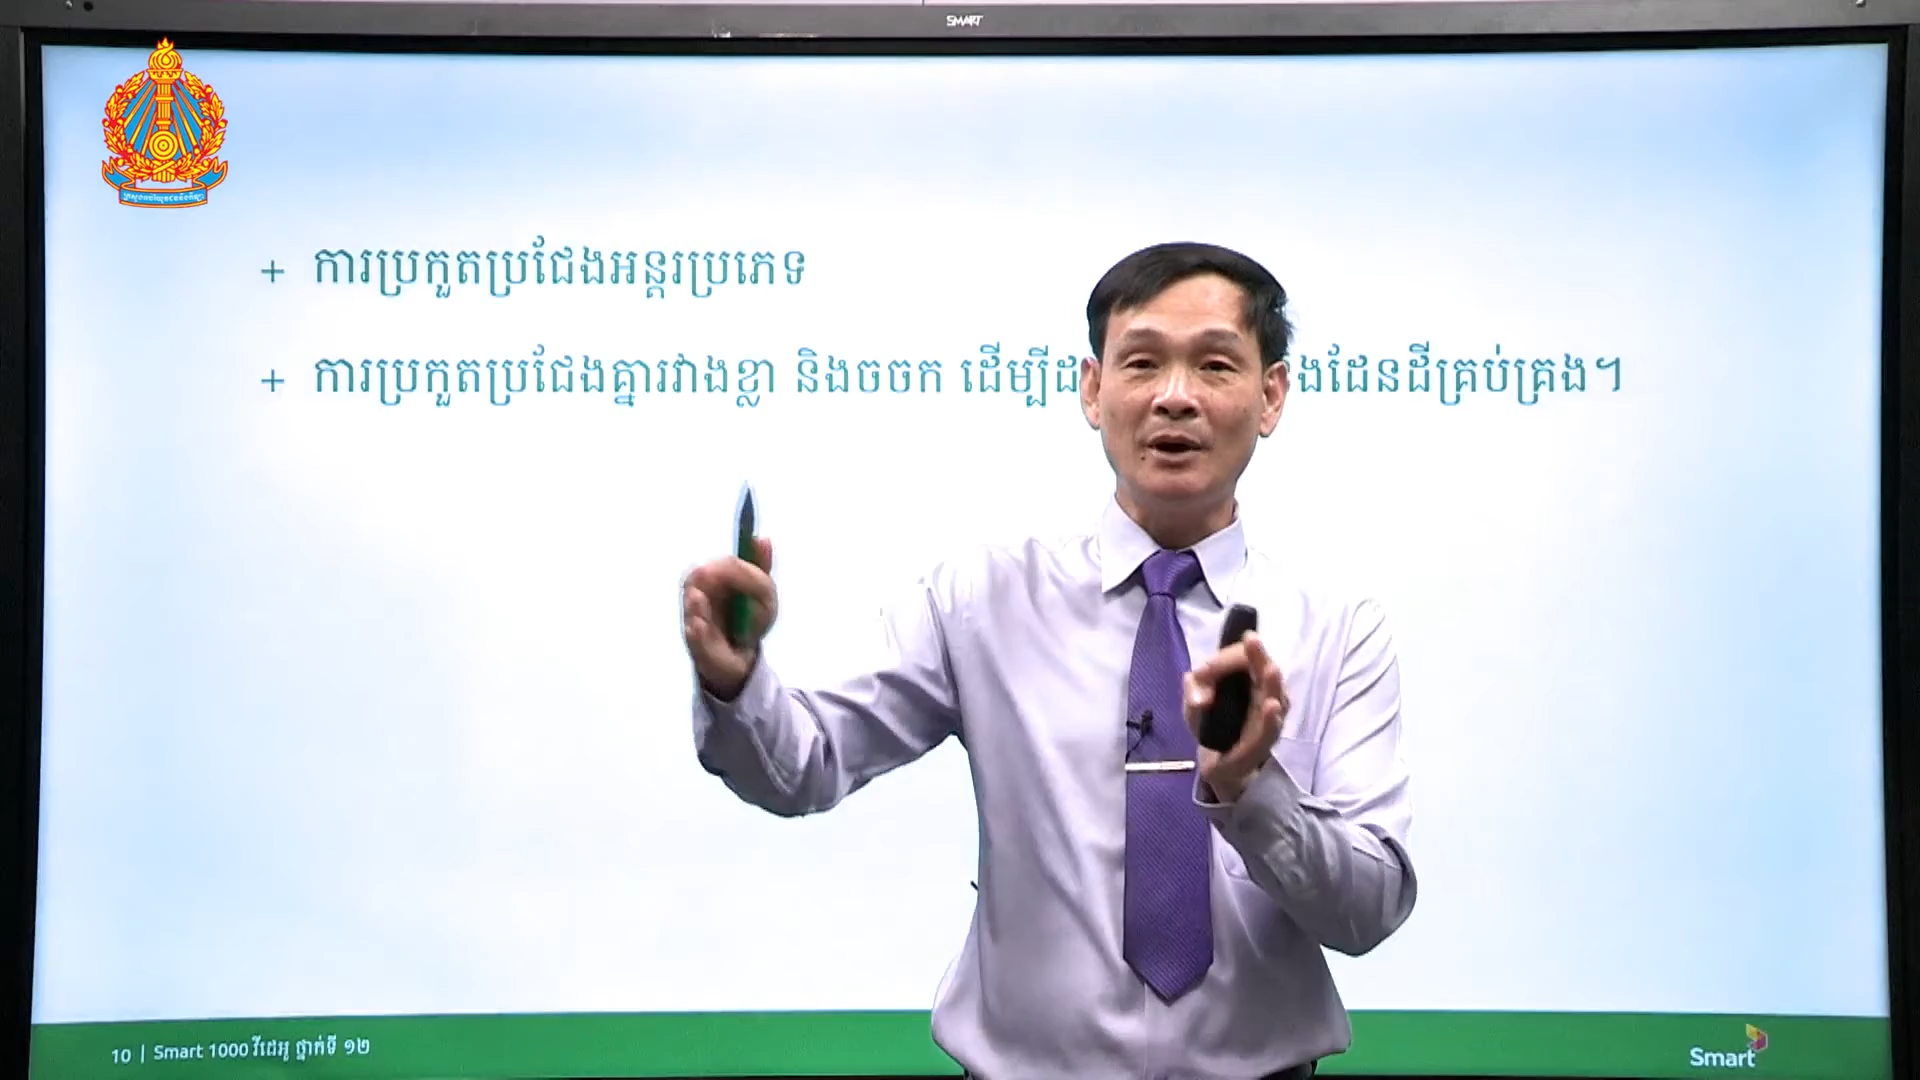 SMART
+ ការប្រកួតប្រជែងអន្តរប្រភេទ
+ ការប្រកួតប្រជែងគ្នារវាងខ្លា និងចចក ដើម្បីដ ងដែនដីគ្រប់គ្រង។
10 | Smart 1000 វីដេអូ ថ្នាក់ទី ១២
Smart